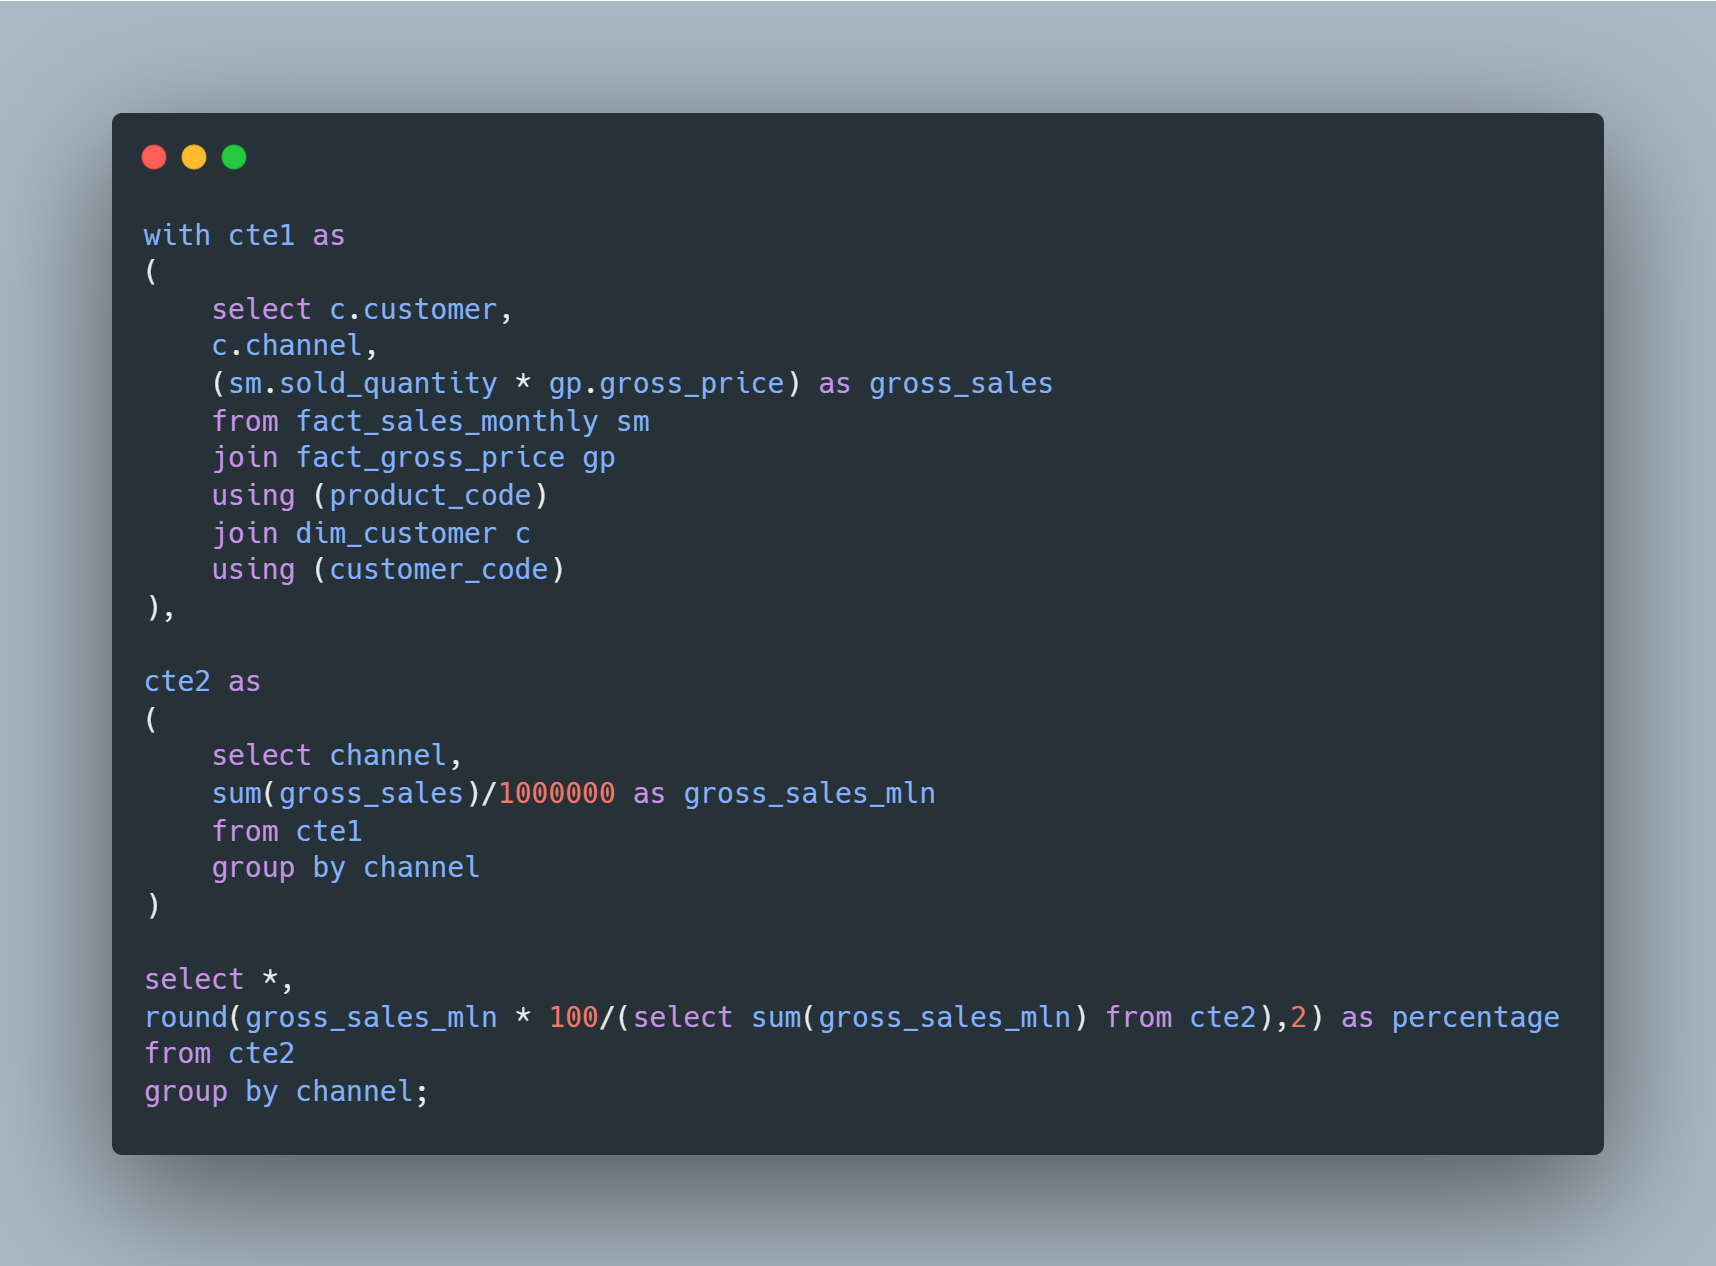 with cte1 as
(
    select c.customer,
    c.channel,
    (sm.sold_quantity * gp.gross_price) as gross_sales
    from fact_sales_monthly sm
    join fact_gross_price gp
    using (product_code)
    join dim_customer c
    using (customer_code)
),

cte2 as
(
    select channel,
    sum(gross_sales)/1000000 as gross_sales_mln
    from cte1
    group by channel
)

select *,
round(gross_sales_mln * 100/(select sum(gross_sales_mln) from cte2),2) as percentage
from cte2
group by channel;